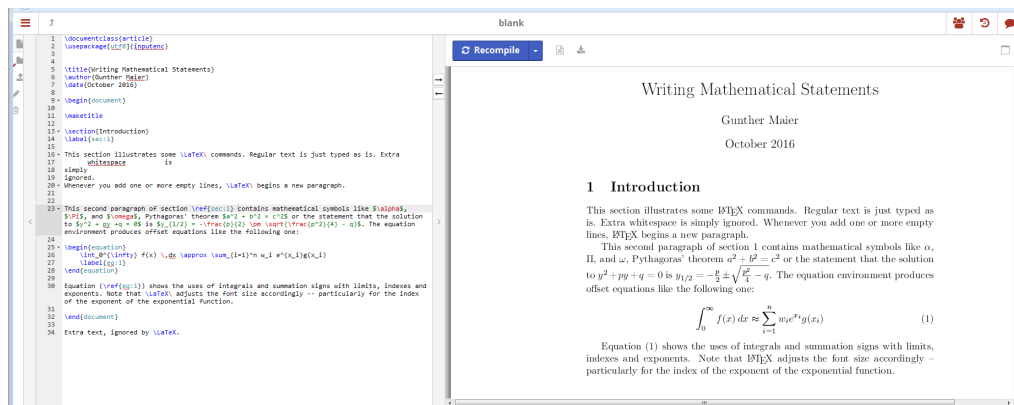 blank
1 \documentclass{article}
2 \usepackage[utf8]{inputenc}
3
4
5 \title{Writing Mathematical Statements}
6 \author{Gunther Maier}
7 \date{October 2016}
8
9 \begin{document}
10
11 \maketitle
12
13 \section{Introduction}
14 \label{sec:1}
15
16 This section illustrates some \LaTeX\ commands. Regular text is just typed as is. Extra
17 whitespace is
18 simply
19 ignored.
20 Whenever you add one or more empty lines, \LaTeX\ begins a new paragraph.
21
22
23 This second paragraph of section \ref{sec:1} contains mathematical symbols like $\alpha$,
$\Pi$, and $\omega$, Pythagoras' theorem $a^2 + b^2 = c^2$ or the statement that the solution
to $y^2 + py +q = 0$ is $y_{1/2} = -\frac{p}{2} \pm \sqrt{\frac{p^2}{4} - q}$. The equation
environment produces offset equations like the following one:
24
25 \begin{equation}
26 \int_0^{\infty} f(x) \,dx \approx \sum_{i=1}^n w_i e^{x_i}g(x_i)
27 \label{eg:1}
28 \end{equation}
29
30 Equation (\ref{eg:1}) shows the uses of integrals and summation signs with limits, indexes and
exponents. Note that \LaTeX\ adjusts the font size accordingly -- particularly for the index
of the exponent of the exponential function.
31
32 \end{document}
33
34 Extra text, ignored by \LaTeX.
Recompile
Writing Mathematical Statements
Gunther Maier
October 2016
1 Introduction
This section illustrates some LATEX commands. Regular text is just typed as
is. Extra whitespace is simply ignored. Whenever you add one or more empty
lines, LATEX begins a new paragraph.
This second paragraph of section 1 contains mathematical symbols like α,
Π, and ω, Pythagoras' theorem a² + b² = c² or the statement that the solution
to y² + py + q = 0 is y₁/₂ = −p/2 ± √(p²/4 − q). The equation environment produces
offset equations like the following one:
∫₀^∞ f(x) dx ≈ ∑_{i=1}^n wᵢe^{xᵢ}g(xᵢ) (1)
Equation (1) shows the uses of integrals and summation signs with limits,
indexes and exponents. Note that LATEX adjusts the font size accordingly –
particularly for the index of the exponent of the exponential function.